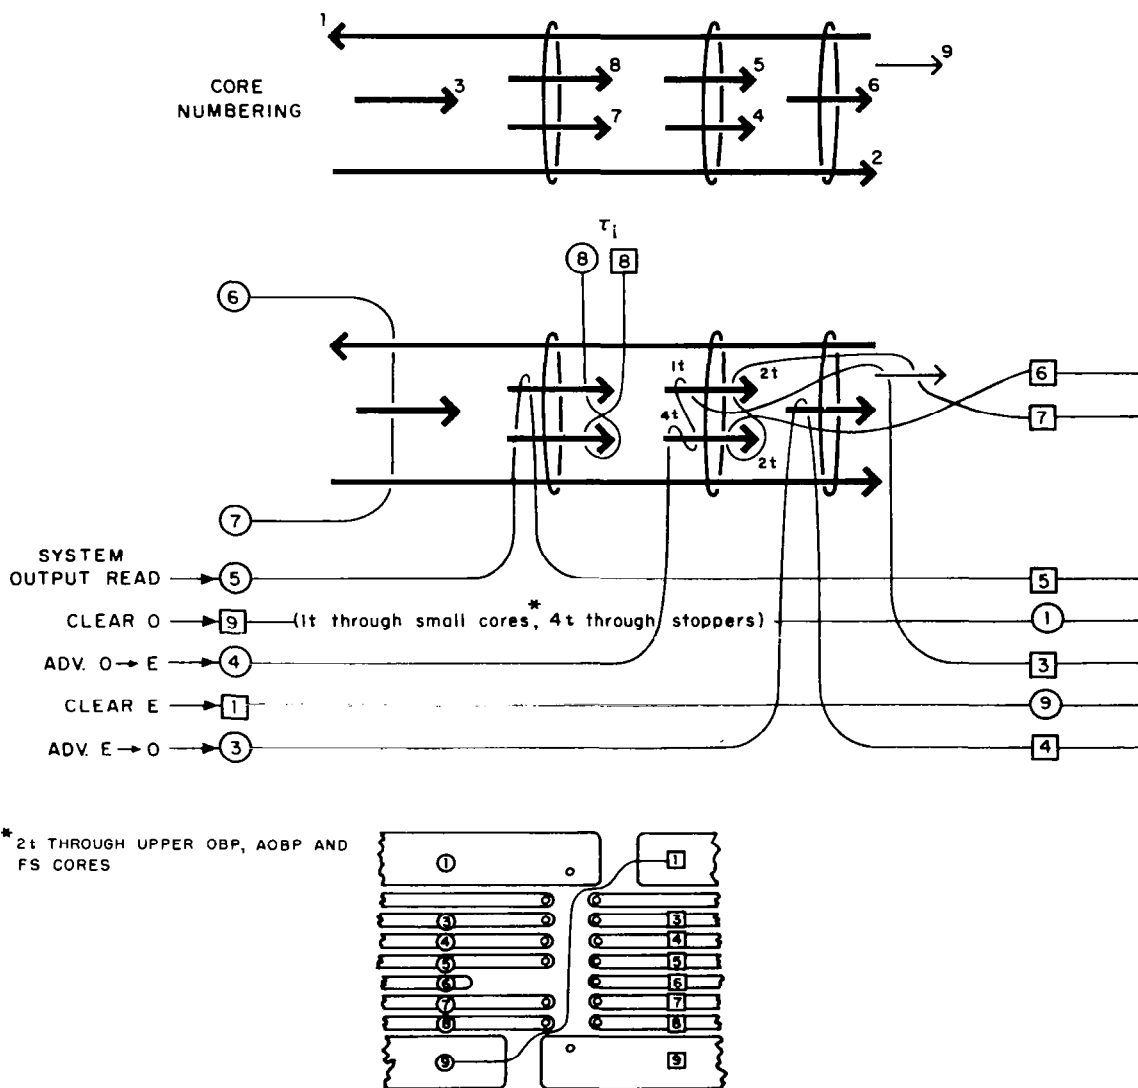 1
9
8
5
CORE
NUMBERING
3
6
7
4
2
τi
8 8
6
1t
2t
6
4t
7
2t
7
SYSTEM
OUTPUT READ
5
5
CLEAR O
9
(1t through small cores,* 4t through stoppers)
1
ADV. O→E
4
3
CLEAR E
1
9
ADV. E→O
3
4
* 2t THROUGH UPPER OBP, AOBP AND
FS CORES
1 1
3 3
4 4
5 5
6 6
7 7
8 8
9 9